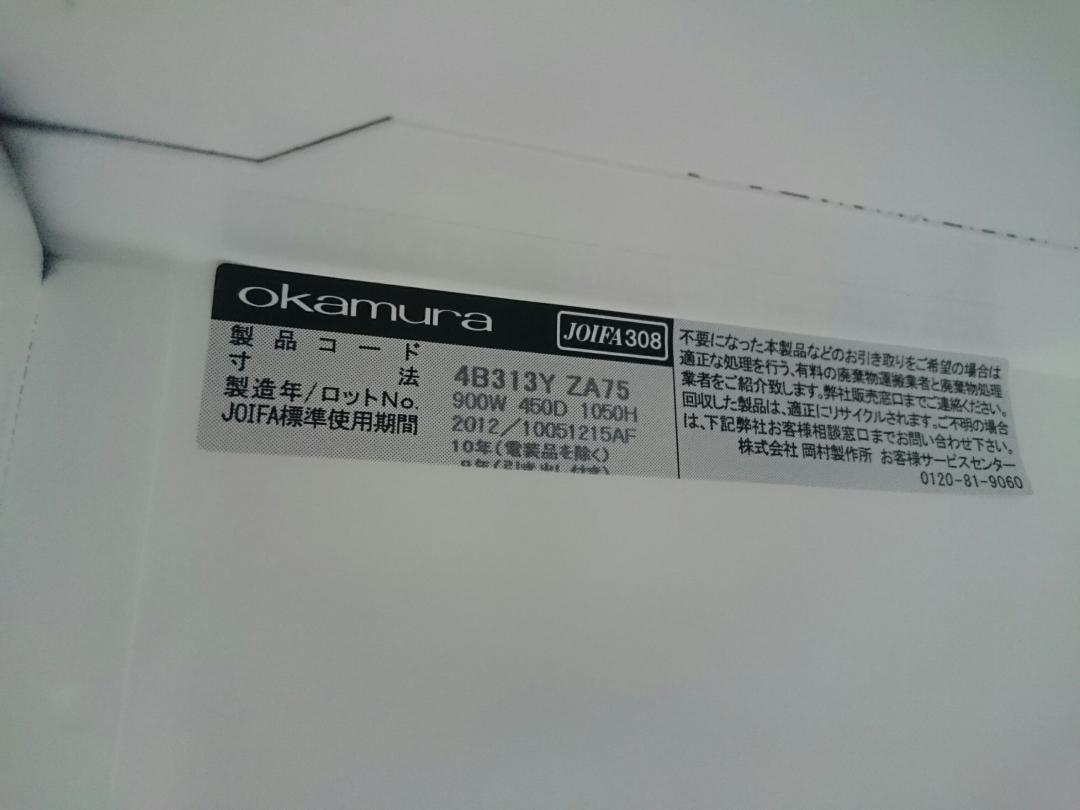 okamura
JOIFA308
製品コード 4B313Y ZA75
寸法 900W 450D 1050H
製造年/ロットNo. 2012/10051215AF
JOIFA標準使用期間 10年(電装品を除く)
不要になった本製品などのお引き取りをご希望の場合は
適正な処理を行う、有料の廃棄物運搬業者と廃棄物処理
業者をご紹介致します。弊社販売窓口までご連絡ください。
回収した製品は、適正にリサイクルされます。ご不明の場合
は、下記弊社お客様相談窓口までお問い合わせ下さい。
株式会社 岡村製作所 お客様サービスセンター
0120-81-9060